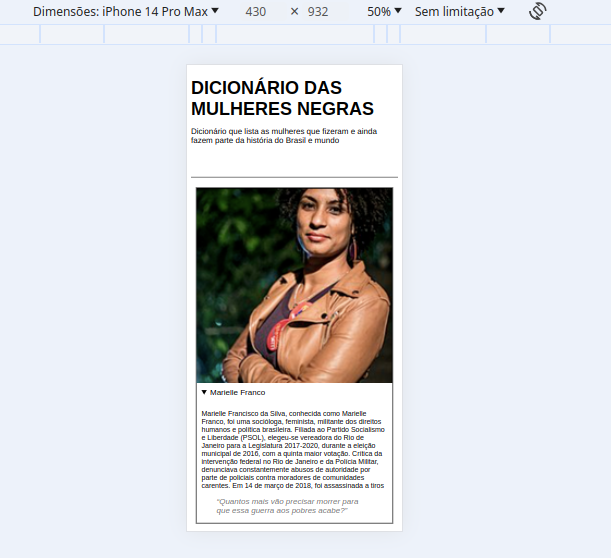 Dimensões: iPhone 14 Pro Max 430 × 932 50% Sem limitação
DICIONÁRIO DAS
MULHERES NEGRAS
Dicionário que lista as mulheres que fizeram e ainda
fazem parte da história do Brasil e mundo
Marielle Franco
Marielle Francisco da Silva, conhecida como Marielle
Franco, foi uma socióloga, feminista, militante dos direitos
humanos e política brasileira. Filiada ao Partido Socialismo
e Liberdade (PSOL), elegeu-se vereadora do Rio de
Janeiro para a Legislatura 2017-2020, durante a eleição
municipal de 2016, com a quinta maior votação. Crítica da
intervenção federal no Rio de Janeiro e da Polícia Militar,
denunciava constantemente abusos de autoridade por
parte de policiais contra moradores de comunidades
carentes. Em 14 de março de 2018, foi assassinada a tiros
"Quantos mais vão precisar morrer para
que essa guerra aos pobres acabe?"